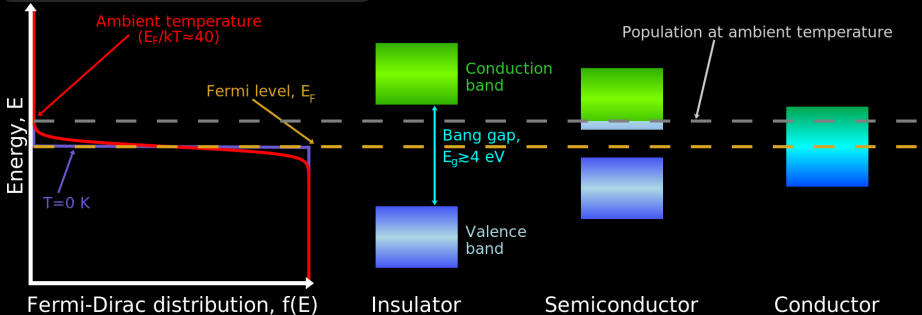 Ambient temperature
(EF/kT≃40)
Fermi level, EF
T=0 K
Energy, E
Fermi-Dirac distribution, f(E)
Conduction
band
Bang gap,
Eg≳4 eV
Valence
band
Population at ambient temperature
Insulator
Semiconductor
Conductor